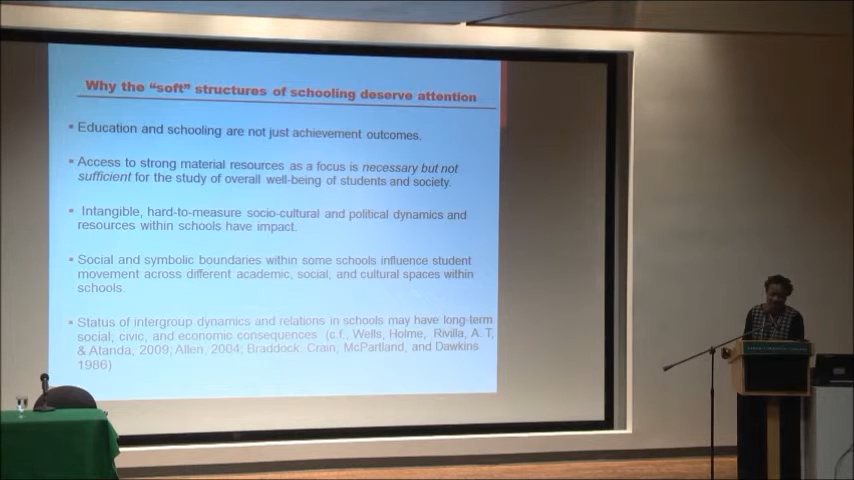 Why the “soft” structures of schooling deserve attention
▪ Education and schooling are not just achievement outcomes.
▪ Access to strong material resources as a focus is necessary but not
sufficient for the study of overall well-being of students and society.
▪ Intangible, hard-to-measure socio-cultural and political dynamics and
resources within schools have impact.
▪ Social and symbolic boundaries within some schools influence student
movement across different academic, social, and cultural spaces within
schools.
▪ Status of intergroup dynamics and relations in schools may have long-term
social, civic, and economic consequences (c.f., Wells, Holme, Rivilla, A. T,
& Atanda, 2009; Allen, 2004; Braddock, Crain, McPartland, and Dawkins
1986)